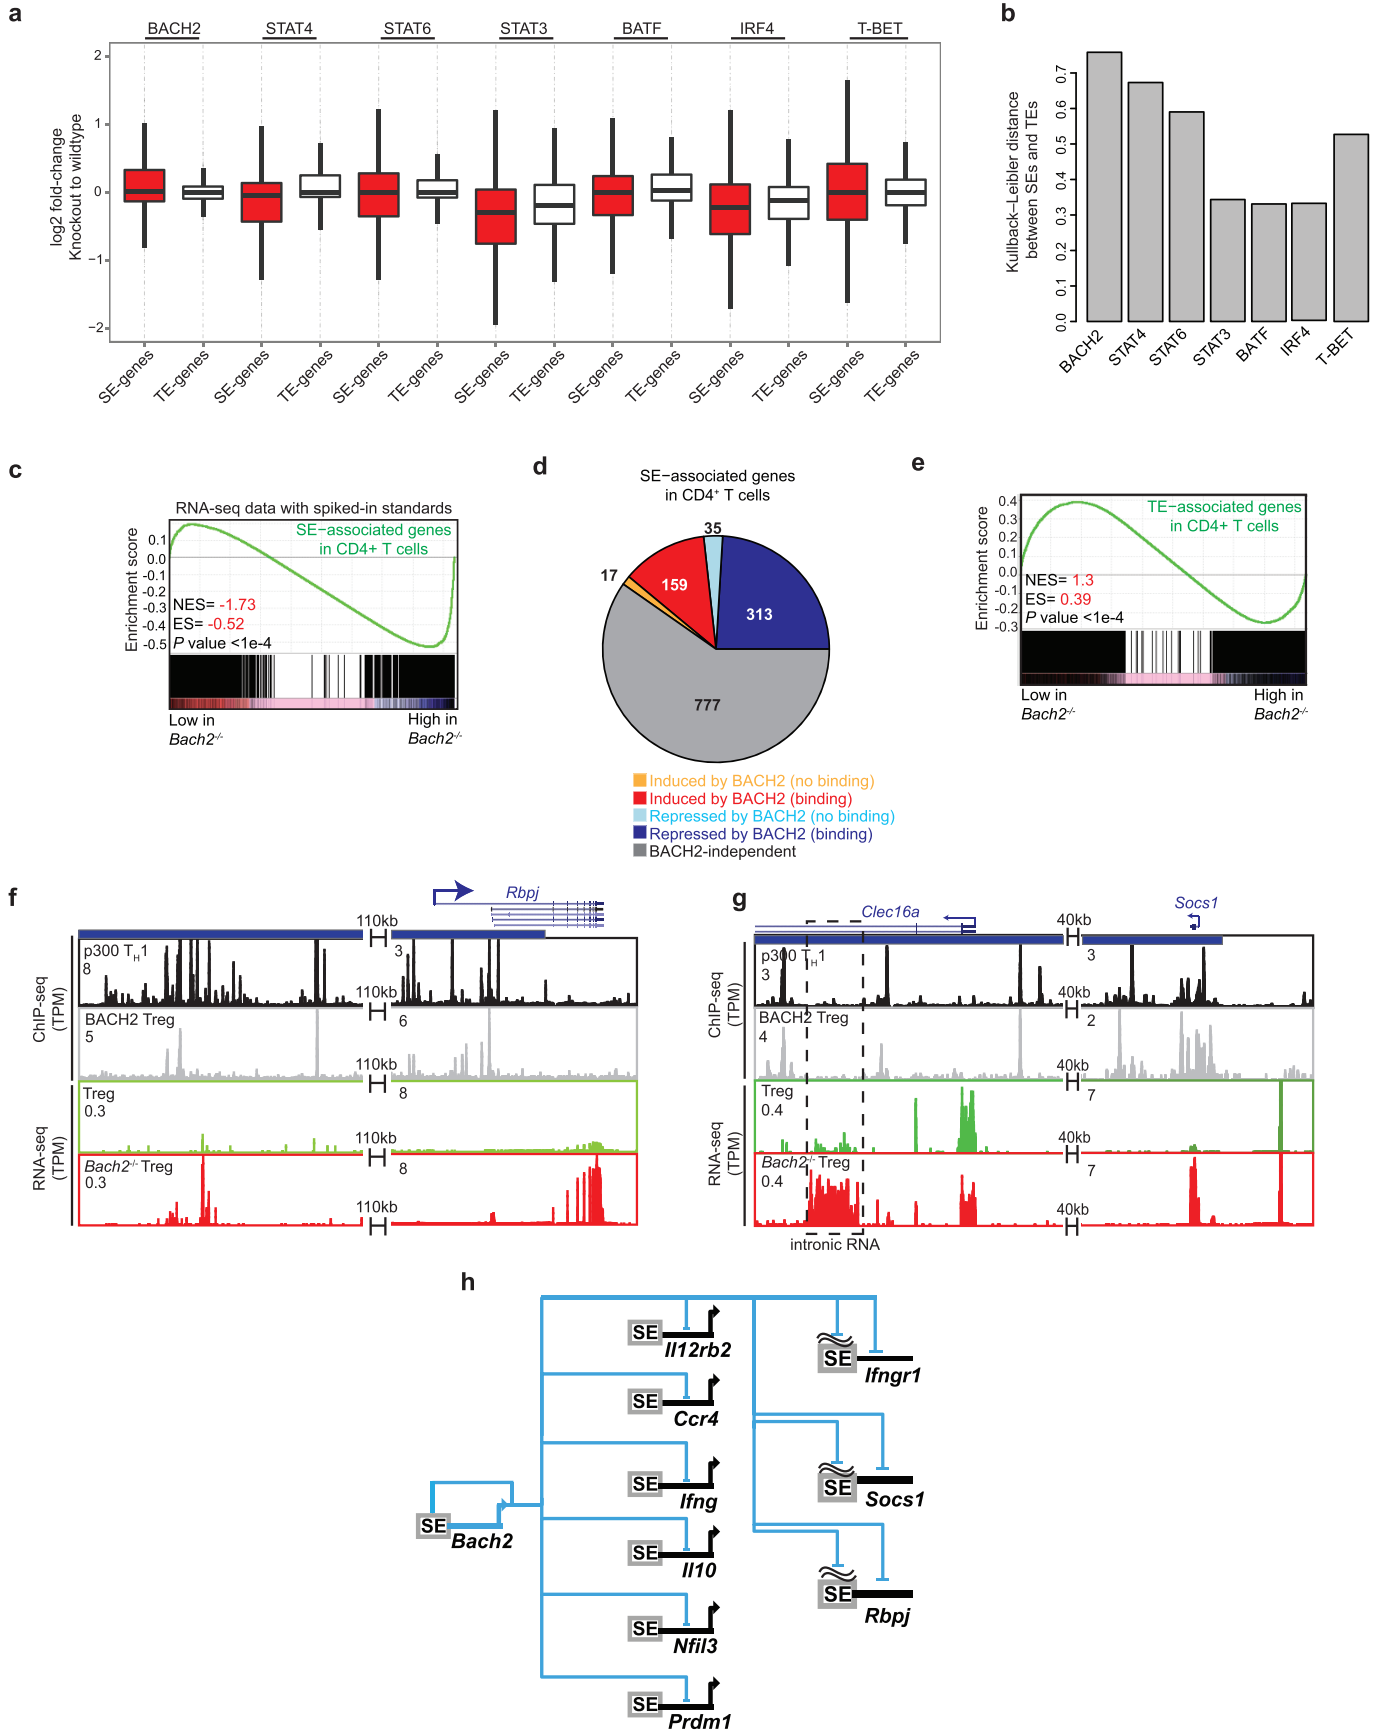 a
BACH2 STAT4 STAT6 STAT3 BATF IRF4 T-BET
log2 fold-change
Knockout to wildtype
2
1
0
−1
−2
SE-genes TE-genes SE-genes TE-genes SE-genes TE-genes SE-genes TE-genes SE-genes TE-genes SE-genes TE-genes SE-genes TE-genes
b
Kullback–Leibler distance
between SEs and TEs
0.7
0.6
0.5
0.4
0.3
0.2
0.1
0.0
BACH2 STAT4 STAT6 STAT3 BATF IRF4 T-BET
c
RNA-seq data with spiked-in standards
SE−associated genes
in CD4+ T cells
Enrichment score
0.1
0.0
-0.1
-0.2
-0.3
-0.4
-0.5
NES= -1.73
ES= -0.52
P value <1e-4
Low in
Bach2-/-
High in
Bach2-/-
d
SE−associated genes
in CD4+ T cells
35
17
159
313
777
Induced by BACH2 (no binding)
Induced by BACH2 (binding)
Repressed by BACH2 (no binding)
Repressed by BACH2 (binding)
BACH2-independent
e
TE-associated genes
in CD4+ T cells
Enrichment score
0.4
0.3
0.2
0.1
0.0
-0.1
-0.2
-0.3
NES= 1.3
ES= 0.39
P value <1e-4
Low in
Bach2-/-
High in
Bach2-/-
f
Rbpj
110kb
ChIP-seq
(TPM)
p300 TH1
8
3
110kb
BACH2 Treg
5
6
110kb
RNA-seq
(TPM)
Treg
0.3
8
110kb
Bach2-/- Treg
0.3
8
110kb
g
Clec16a
Socs1
40kb
ChIP-seq
(TPM)
p300 TH1
3
3
40kb
BACH2 Treg
4
2
40kb
RNA-seq
(TPM)
Treg
0.4
7
40kb
Bach2-/- Treg
0.4
7
40kb
intronic RNA
h
SE
Bach2
SE
Il12rb2
SE
Ccr4
SE
Ifng
SE
Il10
SE
Nfil3
SE
Prdm1
SE
Ifngr1
SE
Socs1
SE
Rbpj